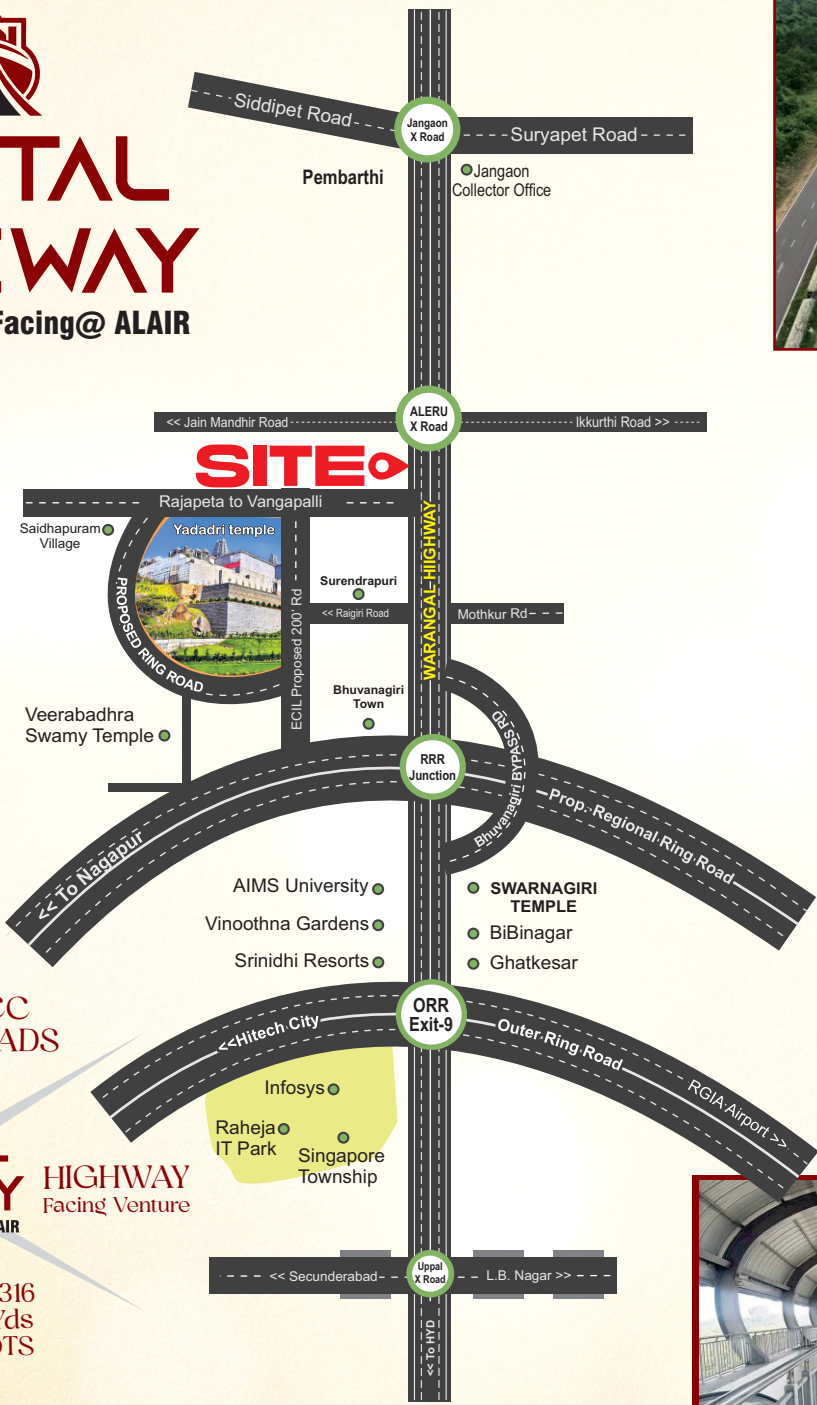 Siddipet Road
Jangaon
X Road
Suryapet Road
Pembarthi
Jangaon
Collector Office
TAL
WAY
Facing@ ALAIR
<< Jain Mandhir Road
ALERU
X Road
Ikkurthi Road >>
SITE
Rajapeta to Vangapalli
Saidhapuram
Village
Yadadri temple
PROPOSED RING ROAD
ECIL Proposed 200' Rd
Surendrapuri
<< Raigiri Road
WARANGAL HIIGHWAY
Mothkur Rd
Bhuvanagiri
Town
Veerabadhra
Swamy Temple
RRR
Junction
Bhuvanagiri BYPASS RD
<< To Nagapur
Prop. Regional Ring Road
AIMS University
Vinoothna Gardens
Srinidhi Resorts
SWARNAGIRI
TEMPLE
BiBinagar
Ghatkesar
CC
ADS
<<Hitech City
ORR
Exit-9
Outer Ring Road
RGIA Airport >>
Infosys
Raheja
IT Park
Singapore
Township
Y
AIR
HIGHWAY
Facing Venture
<< Secunderabad
Uppal
X Road
L.B. Nagar >>
<< To HYD
316
Yds
OTS